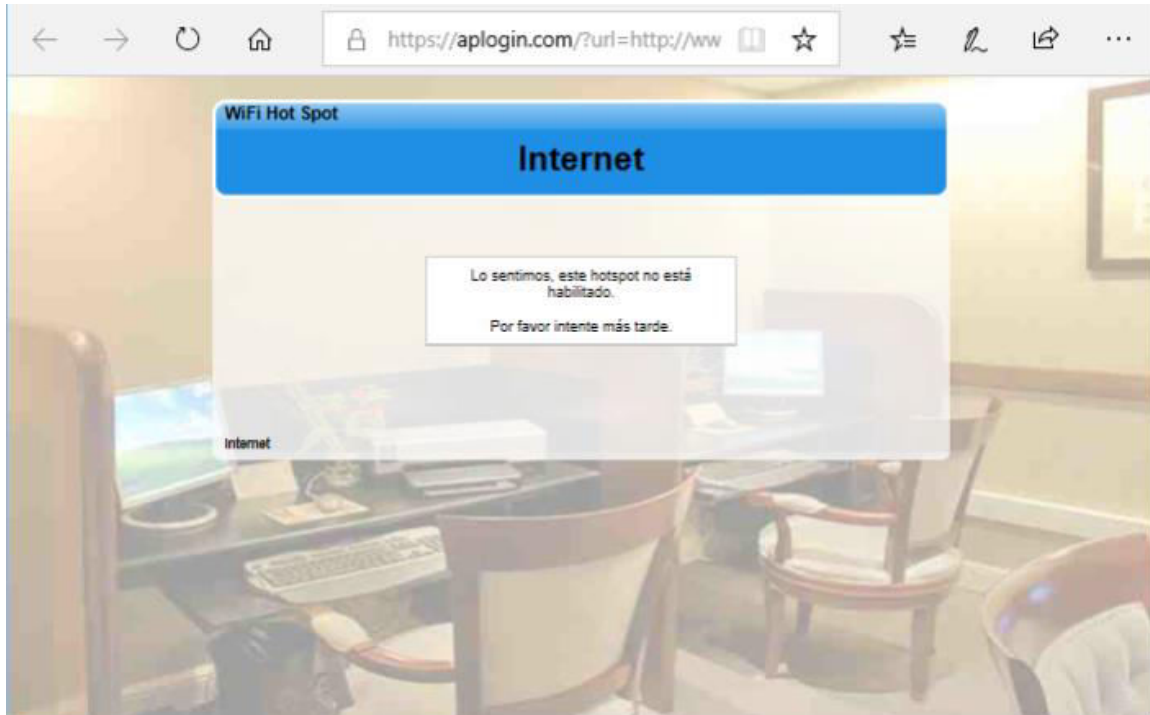 https://aplogin.com/?url=http://ww
WiFi Hot Spot
Internet
Lo sentimos, este hotspot no está
habilitado.
Por favor intente más tarde.
Internet